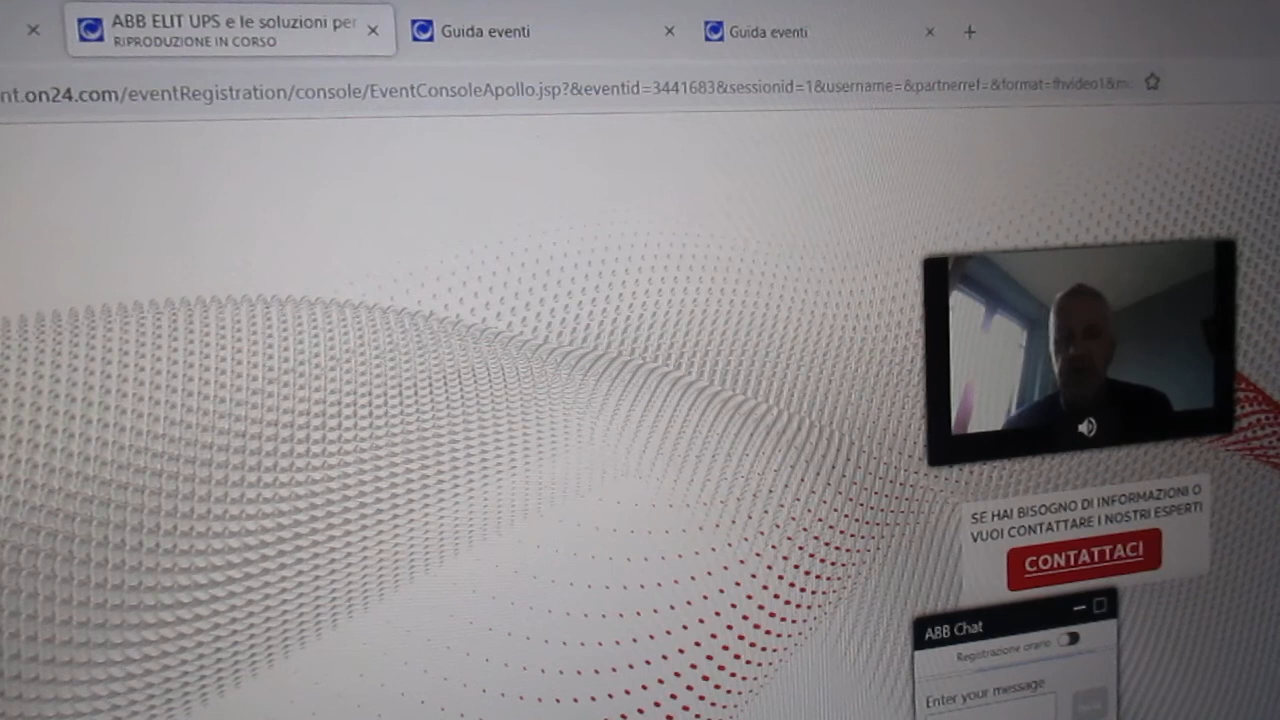 ABB ELIT UPS e le soluzioni per
RIPRODUZIONE IN CORSO
Guida eventi
Guida eventi
nt.on24.com/eventRegistration/console/EventConsoleApollo.jsp?&eventid=3441683&sessionid=1&username=&partnerref=&format=fhvideo1&m
SE HAI BISOGNO DI INFORMAZIONI O
VUOI CONTATTARE I NOSTRI ESPERTI
CONTATTACI
ABB Chat
Registrazione orario
Enter your message